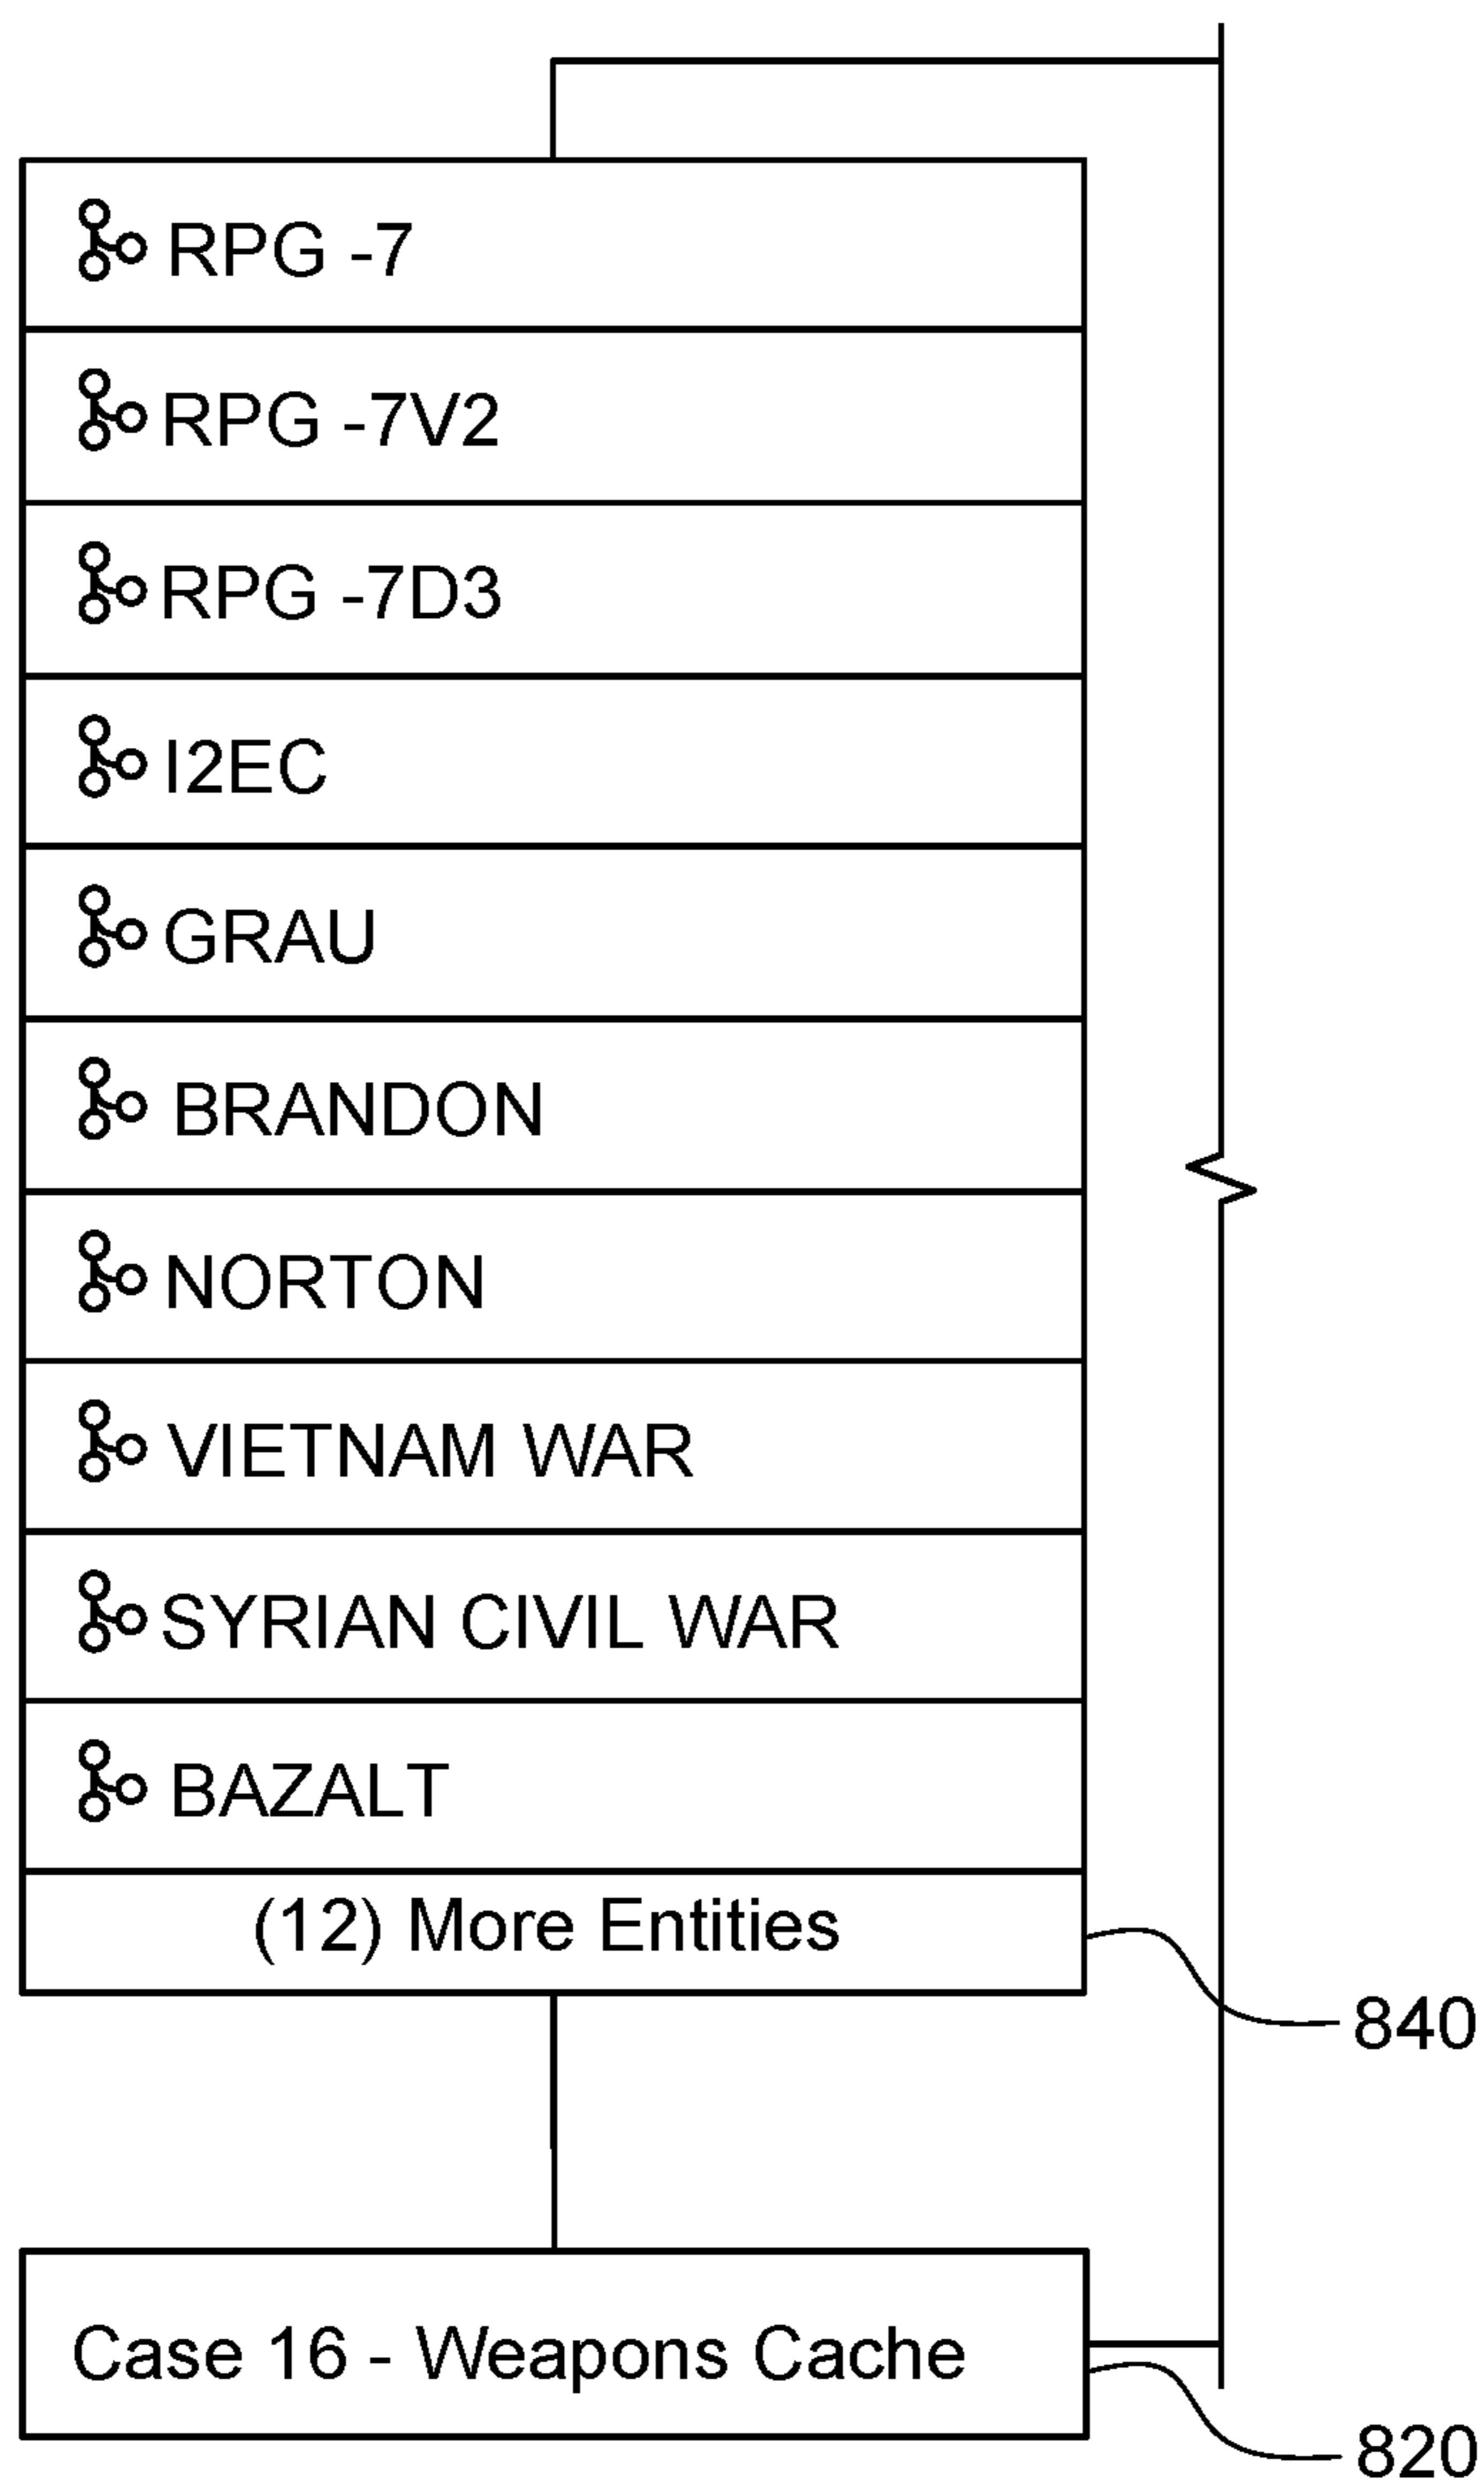 RPG -7
RPG -7V2
RPG -7D3
I2EC
GRAU
BRANDON
NORTON
VIETNAM WAR
SYRIAN CIVIL WAR
BAZALT
(12) More Entities
840
Case 16 - Weapons Cache
820